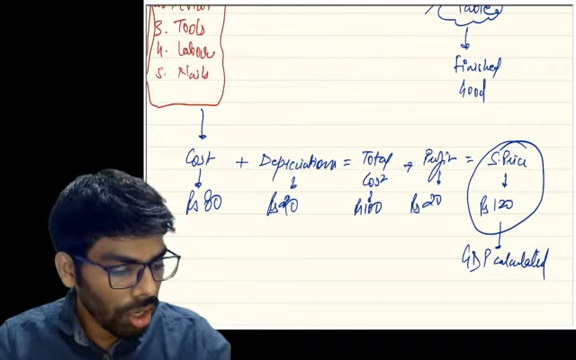 Table
3. Tools
4. Labour
5. Nails
Finished
Good
Cost + Depreciation = Total Cost + Profit = S.Price
Rs 80 Rs 20 Rs 100 Rs 20 Rs 120
GDP calculated